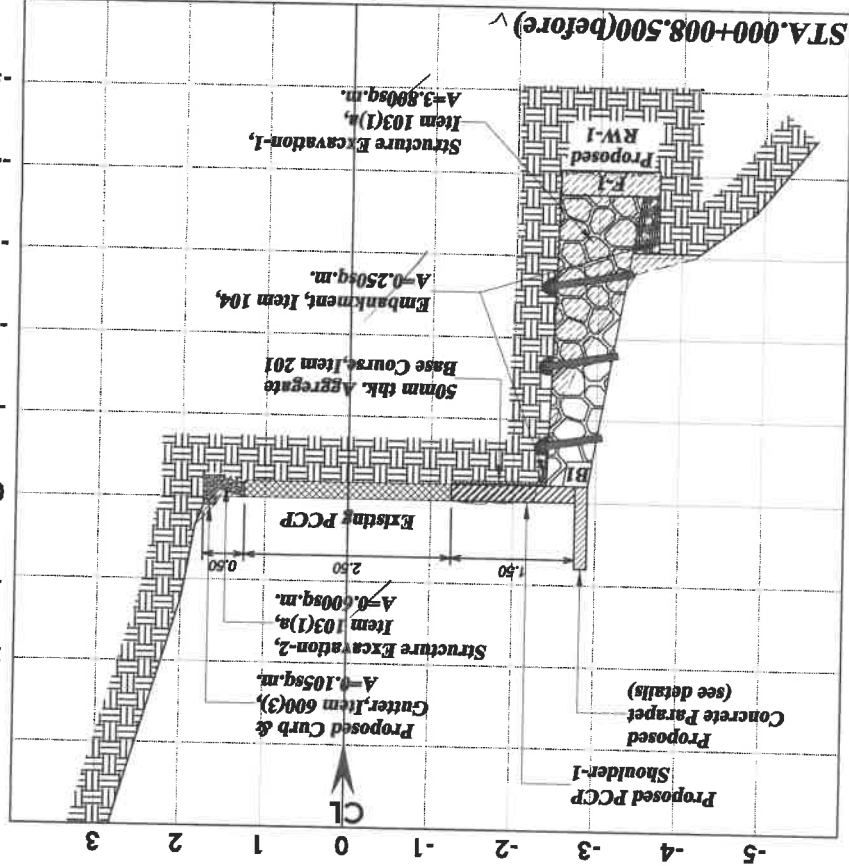 3 2 1 0 -1 -2 -3 -4 -5
CL
Proposed PCCP
Shoulder-1
Proposed
Concrete Parapet
(see details)
Proposed Curb &
Gutter,Item 600(3),
A=0.105sq.m.
Structure Excavation-2,
Item 103(1)a,
A=0.600sq.m.
1.50
2.50
0.50
Existing PCCP
B1
50mm thk. Aggregate
Base Course,Item 201
Embankment, Item 104,
A=0.250sq.m.
F-1
Proposed
RW-1
Structure Excavation-1,
Item 103(1)a,
A=3.800sq.m.
STA.000+008.500(before)